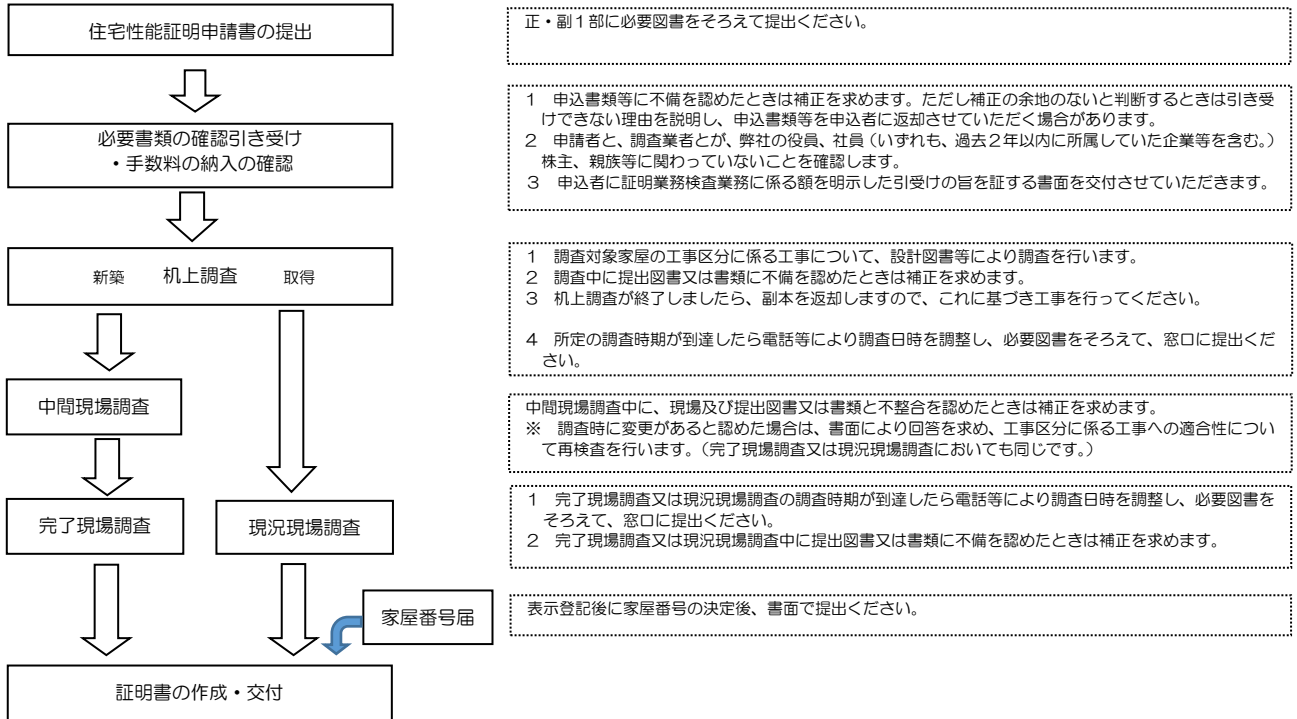 住宅性能証明申請書の提出
正・副１部に必要図書をそろえて提出ください。
必要書類の確認引き受け
・手数料の納入の確認
１　申込書類等に不備を認めたときは補正を求めます。ただし補正の余地のないと判断するときは引き受
けできない理由を説明し、申込書類等を申込者に返却させていただく場合があります。
２　申請者と、調査業者とが、弊社の役員、社員（いずれも、過去２年以内に所属していた企業等を含む。）
株主、親族等に関わっていないことを確認します。
３　申込者に証明業務検査業務に係る額を明示した引受けの旨を証する書面を交付させていただきます。
新築　机上調査　取得
１　調査対象家屋の工事区分に係る工事について、設計図書等により調査を行います。
２　調査中に提出図書又は書類に不備を認めたときは補正を求めます。
３　机上調査が終了しましたら、副本を返却しますので、これに基づき工事を行ってください。
４　所定の調査時期が到達したら電話等により調査日時を調整し、必要図書をそろえて、窓口に提出くだ
さい。
中間現場調査
中間現場調査中に、現場及び提出図書又は書類と不整合を認めたときは補正を求めます。
※　調査時に変更があると認めた場合は、書面により回答を求め、工事区分に係る工事への適合性につい
て再検査を行います。（完了現場調査又は現況現場調査においても同じです。）
完了現場調査
現況現場調査
１　完了現場調査又は現況現場調査の調査時期が到達したら電話等により調査日時を調整し、必要図書を
そろえて、窓口に提出ください。
２　完了現場調査又は現況現場調査中に提出図書又は書類に不備を認めたときは補正を求めます。
家屋番号届
表示登記後に家屋番号の決定後、書面で提出ください。
証明書の作成・交付